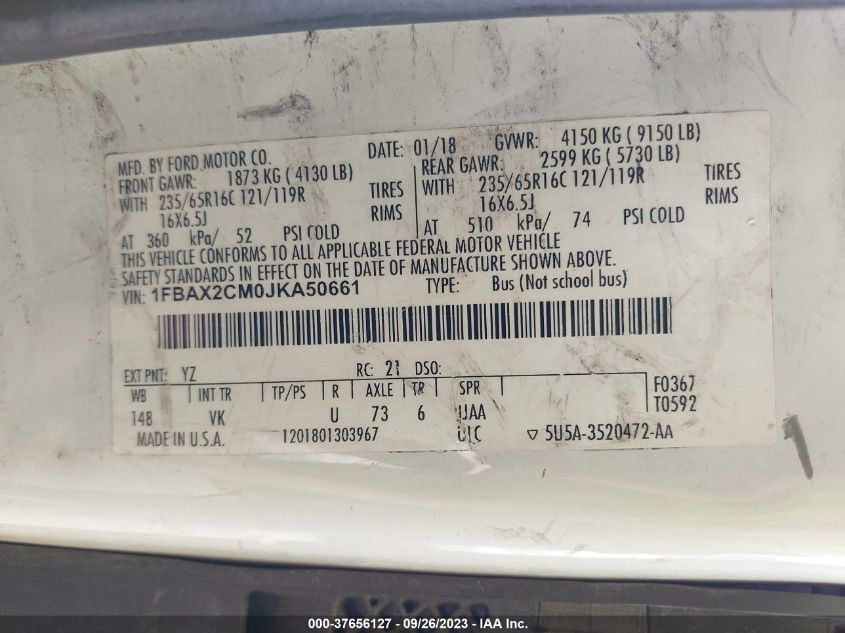 MFD. BY FORD MOTOR CO. DATE: 01/18 GVWR: 4150 KG ( 9150 LB)
FRONT GAWR: 1873 KG ( 4130 LB) REAR GAWR: 2599 KG ( 5730 LB)
WITH 235/65R16C 121/119R TIRES WITH 235/65R16C 121/119R TIRES
16X6.5J RIMS 16X6.5J RIMS
AT 360 kPa/ 52 PSI COLD AT 510 kPa/ 74 PSI COLD
THIS VEHICLE CONFORMS TO ALL APPLICABLE FEDERAL MOTOR VEHICLE
SAFETY STANDARDS IN EFFECT ON THE DATE OF MANUFACTURE SHOWN ABOVE.
VIN: 1FBAX2CM0JKA50661 TYPE: Bus (Not school bus)
EXT PNT: YZ RC: 21 DSO:
WB INT TR TP/PS R AXLE TR SPR F0367
148 VK U 73 6 IJAA T0592
MADE IN U.S.A. 1201801303967 ULC ▽ 5U5A-3520472-AA
000-37656127 - 09/26/2023 - IAA Inc.